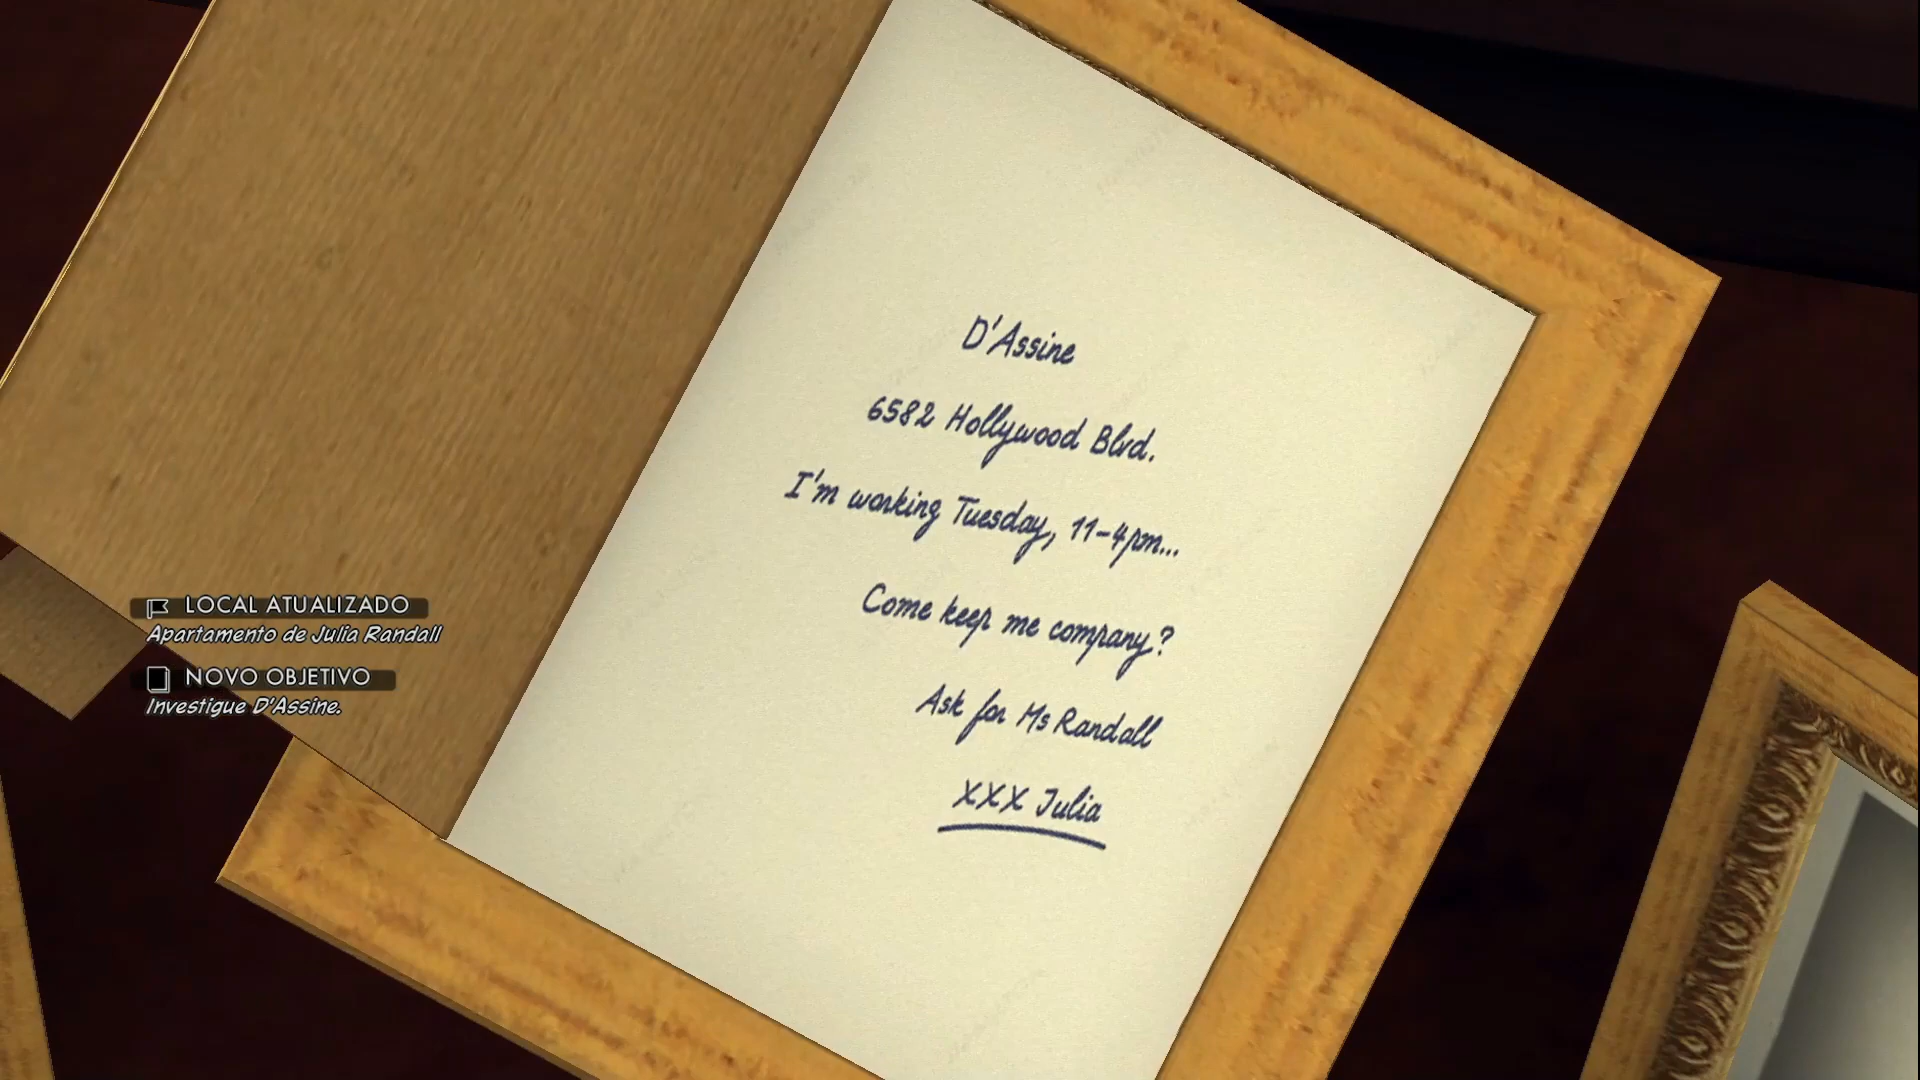 D'Assine
6582 Hollywood Blvd.
I'm working Tuesday, 11-4pm...
Come keep me company?
Ask for Ms Randall
XXX Julia
LOCAL ATUALIZADO
Apartamento de Julia Randall
NOVO OBJETIVO
Investigue D'Assine.